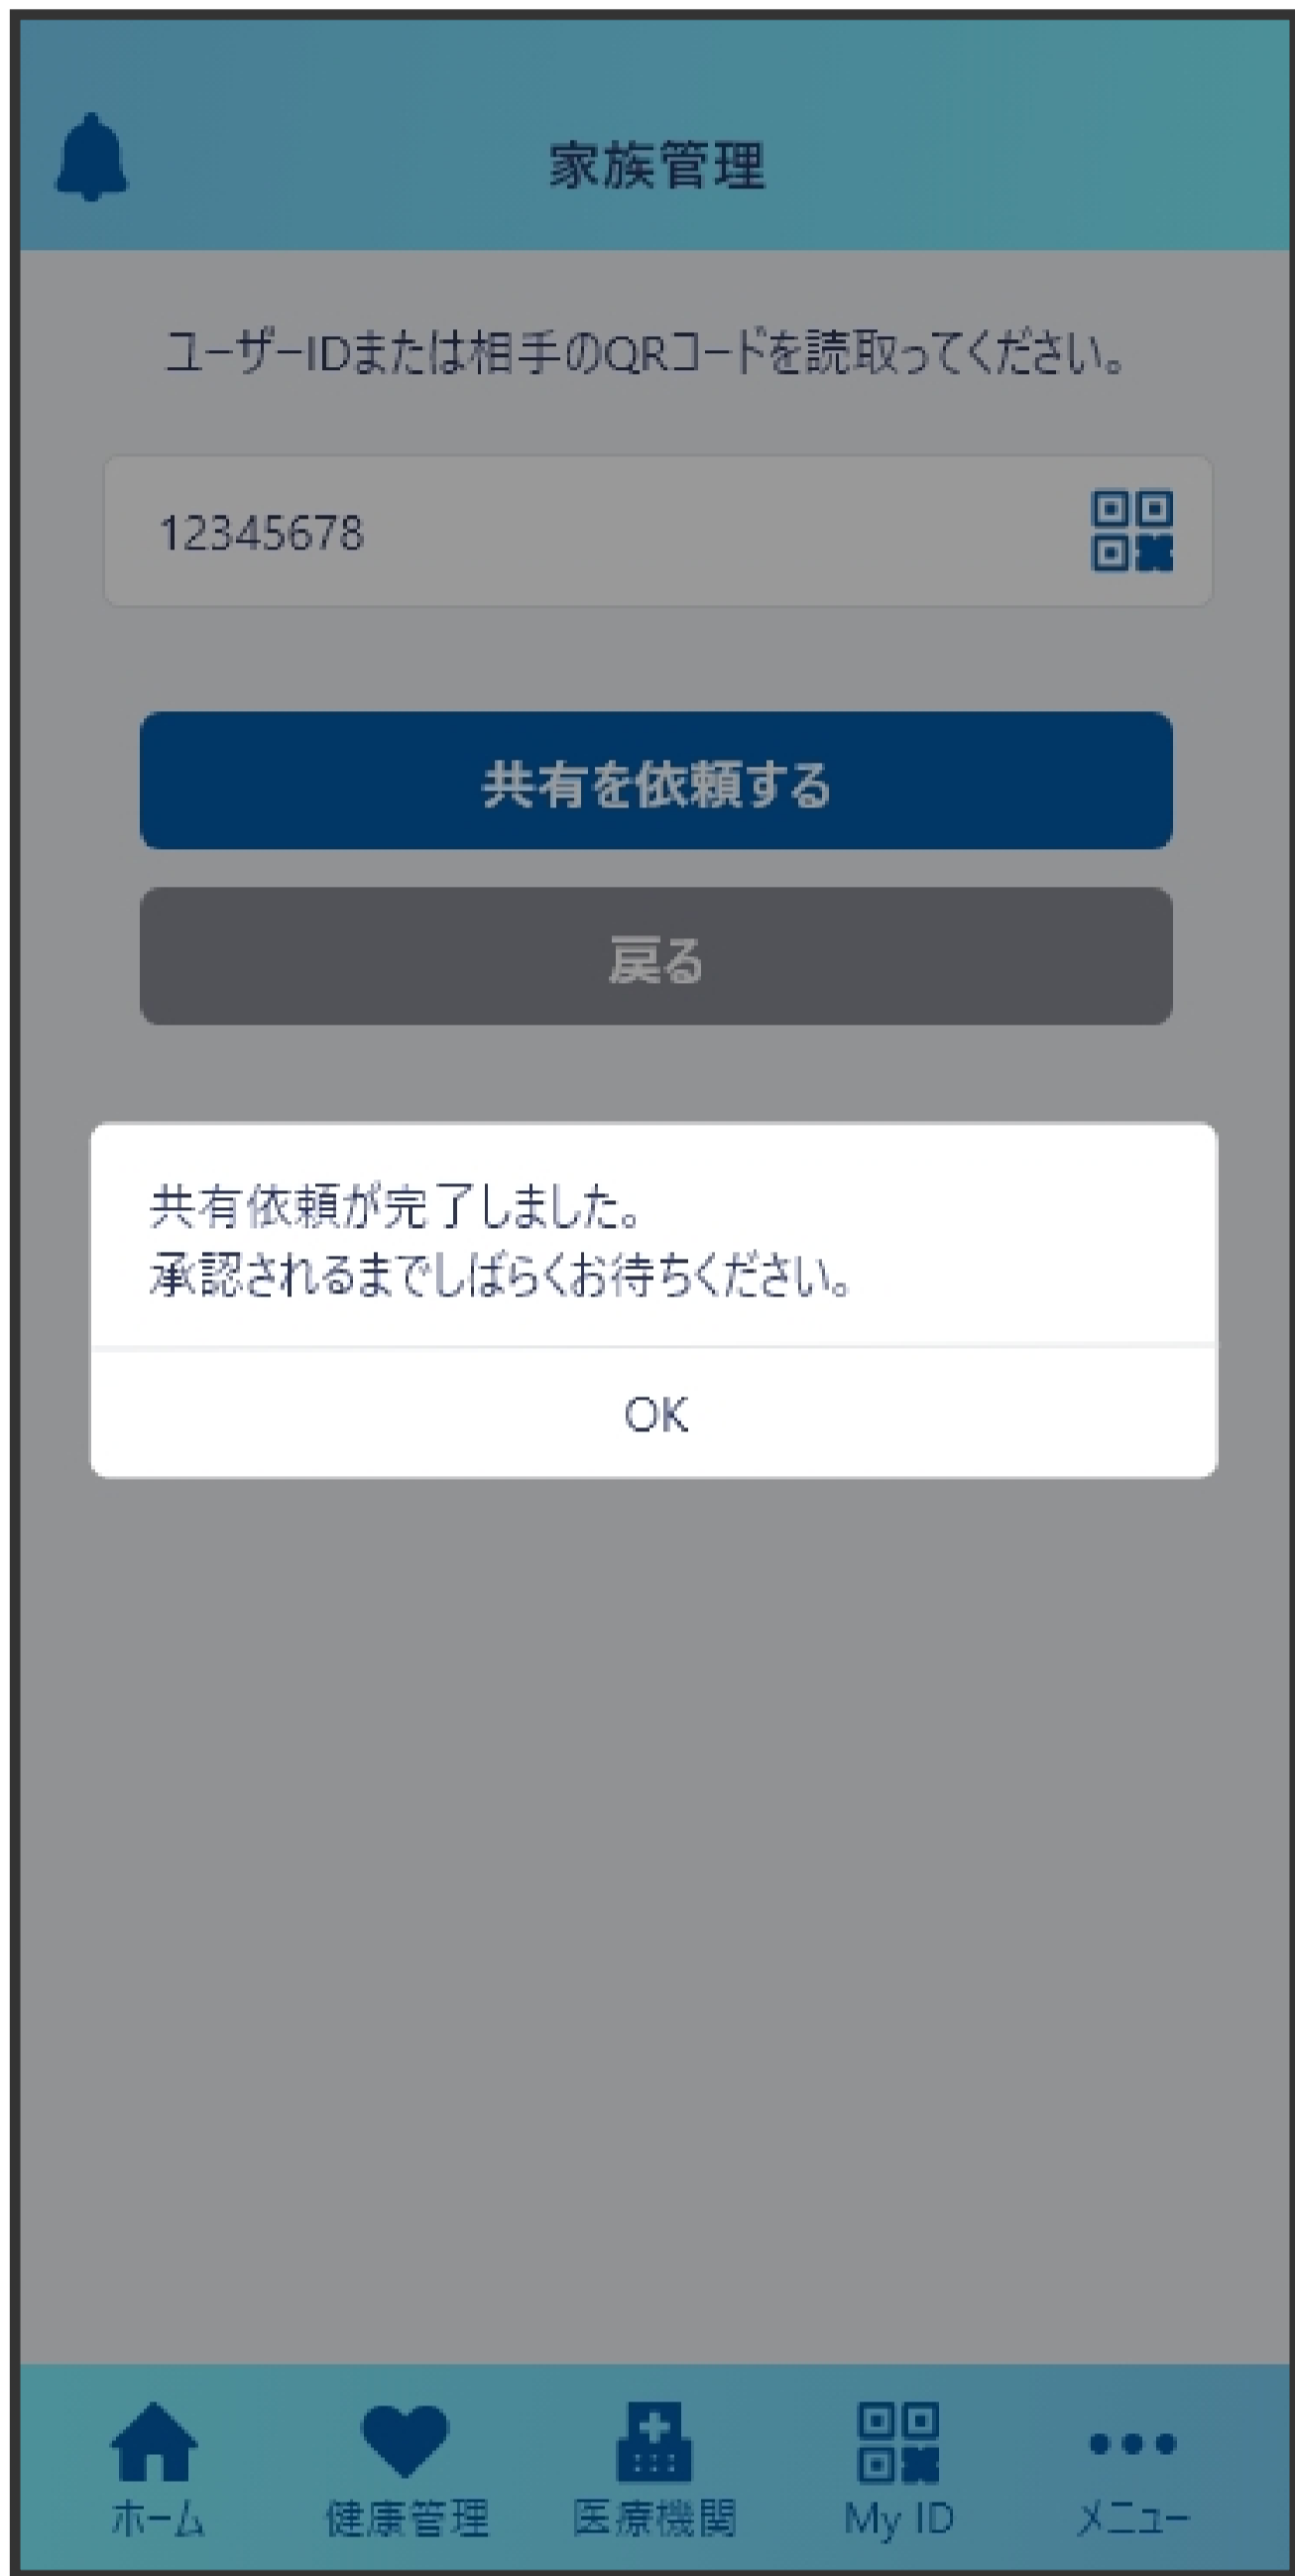 家族管理
ユーザーIDまたは相手のQRコードを読取ってください。
12345678
共有を依頼する
戻る
共有依頼が完了しました。
承認されるまでしばらくお待ちください。
OK
ホーム
健康管理
医療機関
My ID
メニュー